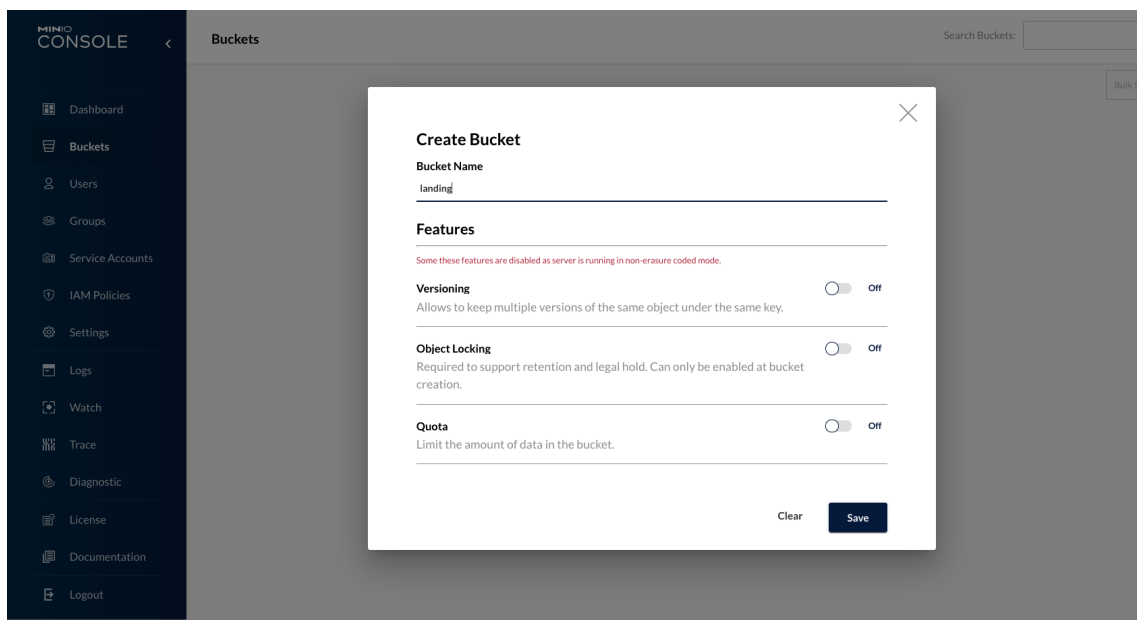 MINIO
CONSOLE
Buckets
Search Buckets:
Dashboard
Buckets
Users
Groups
Service Accounts
IAM Policies
Settings
Logs
Watch
Trace
Diagnostic
License
Documentation
Logout
Bulk
Create Bucket
Bucket Name
landing
Features
Some these features are disabled as server is running in non-erasure coded mode.
Versioning
Off
Allows to keep multiple versions of the same object under the same key.
Object Locking
Off
Required to support retention and legal hold. Can only be enabled at bucket
creation.
Quota
Off
Limit the amount of data in the bucket.
Clear
Save